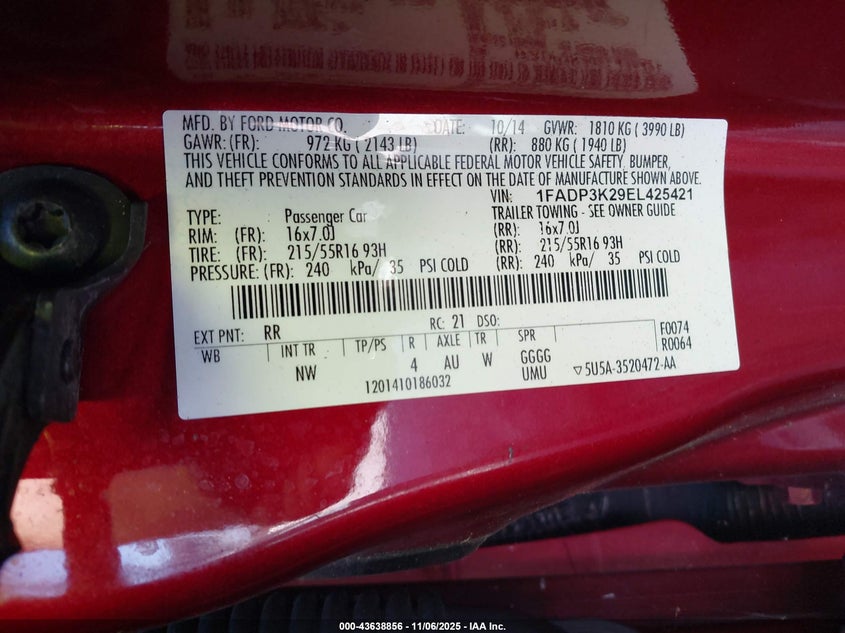 MFD. BY FORD MOTOR CO. DATE: 10/14 GVWR: 1810 KG ( 3990 LB)
GAWR: (FR): 972 KG ( 2143 LB) (RR): 880 KG ( 1940 LB)
THIS VEHICLE CONFORMS TO ALL APPLICABLE FEDERAL MOTOR VEHICLE SAFETY, BUMPER,
AND THEFT PREVENTION STANDARDS IN EFFECT ON THE DATE OF MANUFACTURE SHOWN ABOVE.
VIN: 1FADP3K29EL425421
TYPE: Passenger Car TRAILER TOWING - SEE OWNER GUIDE
RIM: (FR): 16x7.0J (RR): 16x7.0J
TIRE: (FR): 215/55R16 93H (RR): 215/55R16 93H
PRESSURE: (FR): 240 kPa/ 35 PSI COLD (RR): 240 kPa/ 35 PSI COLD
EXT PNT: RR RC: 21 DSO: F0074
WB INT TR TP/PS R AXLE TR SPR R0064
NW 4 AU W GGGG
UMU ▽5U5A-3520472-AA
1201410186032
000-43638856 - 11/06/2025 - IAA Inc.